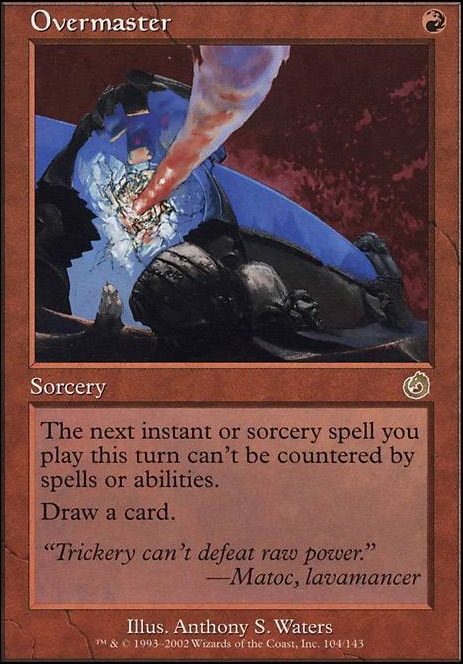 Overmaster
Sorcery
The next instant or sorcery spell you
play this turn can't be countered by
spells or abilities.
Draw a card.
“Trickery can't defeat raw power.”
—Matoc, lavamancer
Illus. Anthony S. Waters
™ & © 1993–2002 Wizards of the Coast, Inc. 104/143